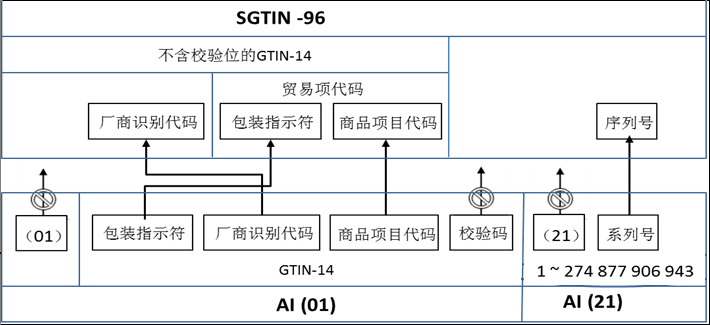 SGTIN -96
不含校验位的GTIN-14
贸易项代码
厂商识别代码
包装指示符
商品项目代码
序列号
（01）
包装指示符
厂商识别代码
商品项目代码
校验码
（21）
系列号
GTIN-14
1 ~ 274 877 906 943
AI (01)
AI (21)